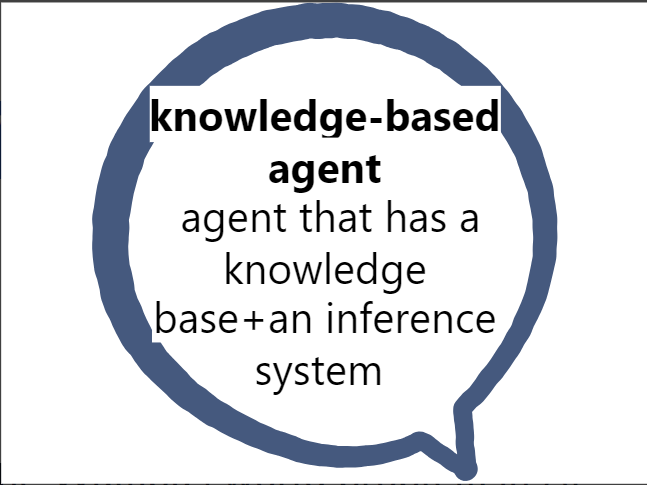 knowledge-based
agent
agent that has a
knowledge
base+an inference
system